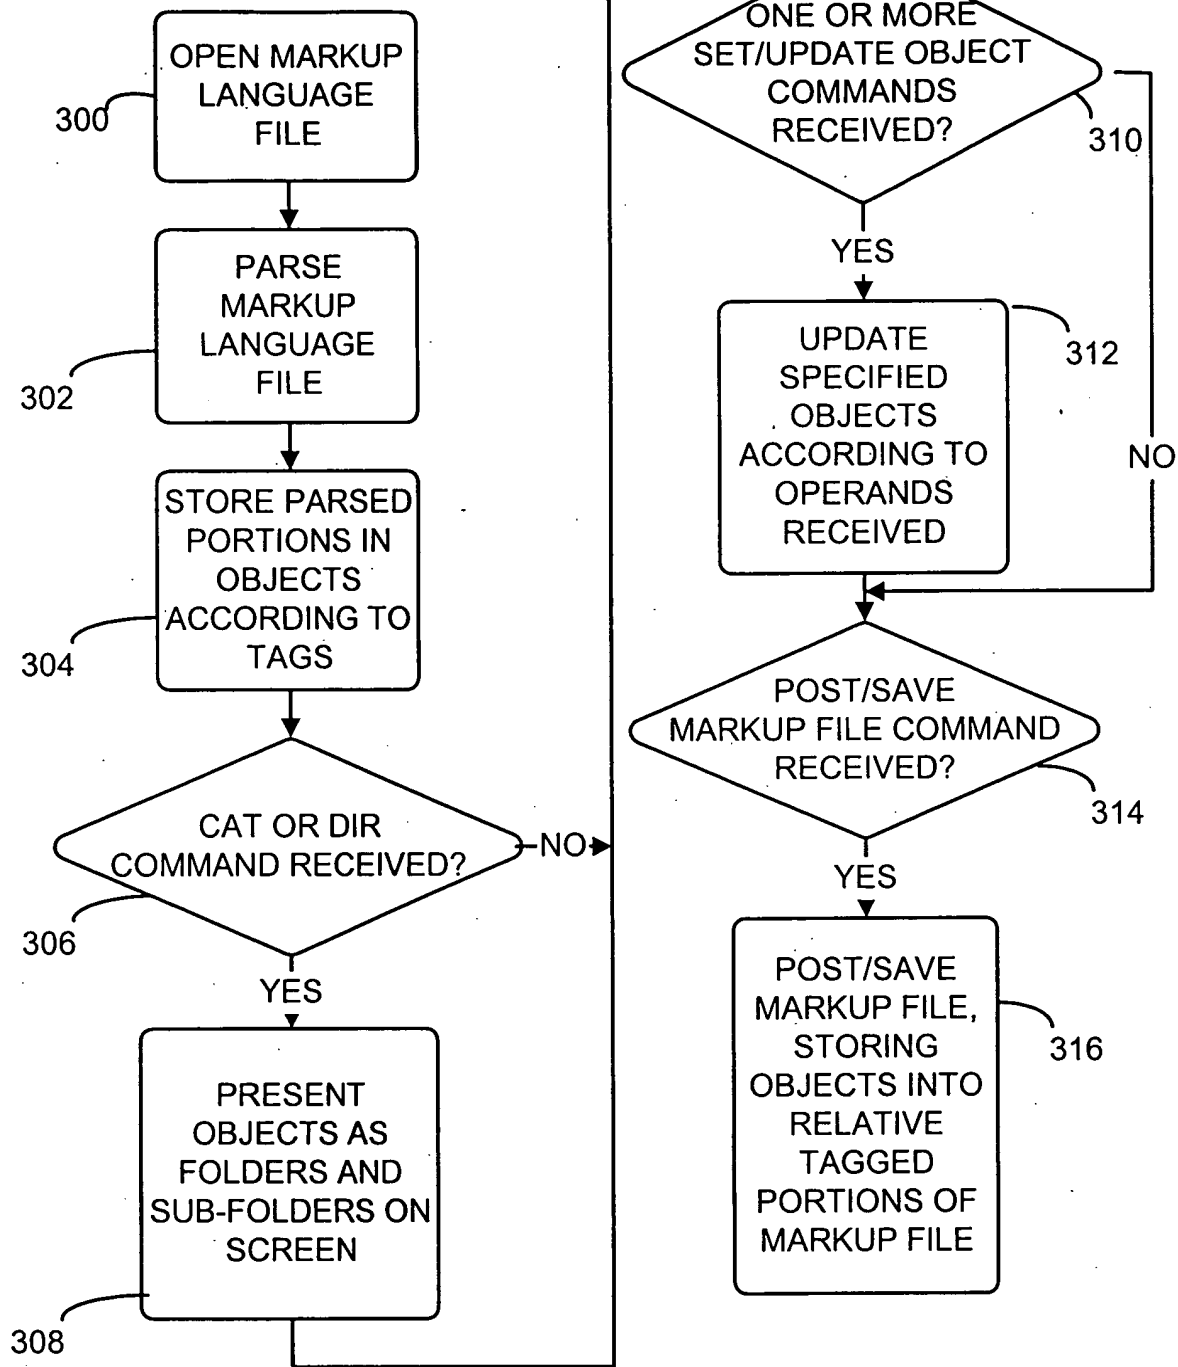 OPEN MARKUP
LANGUAGE
FILE
300
PARSE
MARKUP
LANGUAGE
FILE
302
STORE PARSED
PORTIONS IN
OBJECTS
ACCORDING TO
TAGS
304
CAT OR DIR
COMMAND RECEIVED?
NO
306
YES
PRESENT
OBJECTS AS
FOLDERS AND
SUB-FOLDERS ON
SCREEN
308
ONE OR MORE
SET/UPDATE OBJECT
COMMANDS
RECEIVED?
310
YES
UPDATE
SPECIFIED
OBJECTS
ACCORDING TO
OPERANDS
RECEIVED
312
NO
POST/SAVE
MARKUP FILE COMMAND
RECEIVED?
314
YES
POST/SAVE
MARKUP FILE,
STORING
OBJECTS INTO
RELATIVE
TAGGED
PORTIONS OF
MARKUP FILE
316